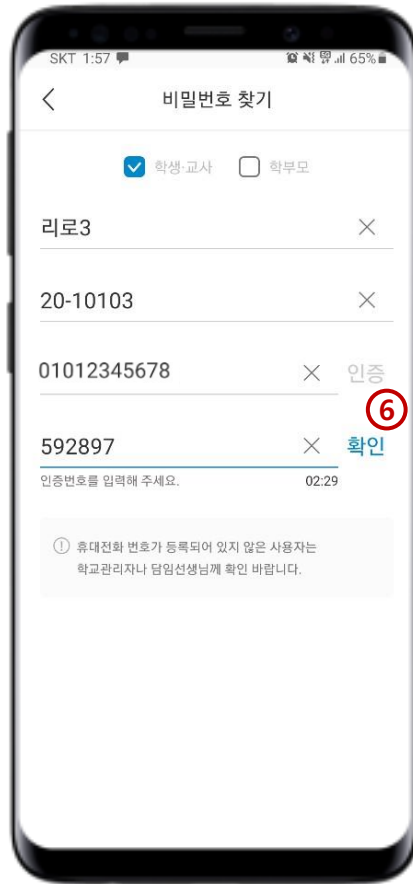 SKT 1:57 65%
비밀번호 찾기
학생·교사 학부모
리로3
20-10103
01012345678 인증
⑥
592897 확인
인증번호를 입력해 주세요. 02:29
휴대전화 번호가 등록되어 있지 않은 사용자는
학교관리자나 담임선생님께 확인 바랍니다.